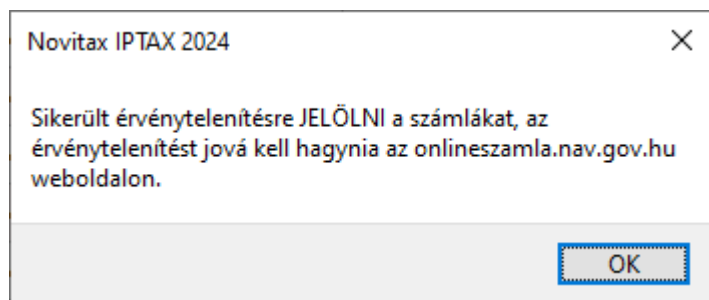 Novitax IPTAX 2024
Sikerült érvénytelenítésre JELÖLNI a számlákat, az
érvénytelenítést jová kell hagynia az onlineszamla.nav.gov.hu
weboldalon.
OK